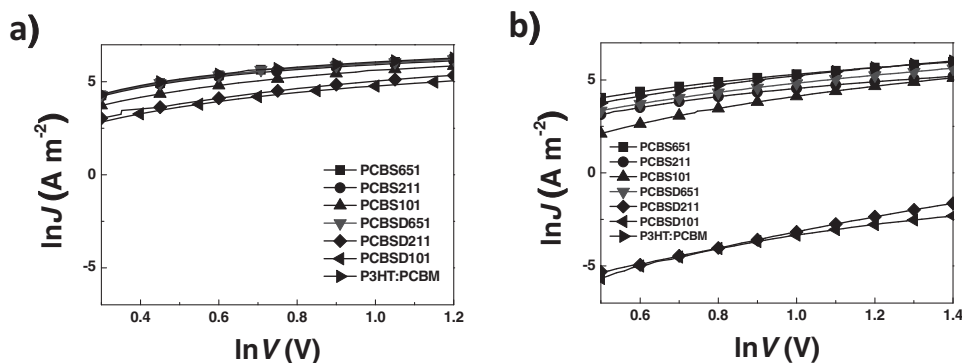 a)
5
0
-5
lnJ (A m-2)
0.4
0.6
0.8
1.0
1.2
lnV (V)
PCBS651
PCBS211
PCBS101
PCBSD651
PCBSD211
PCBSD101
P3HT:PCBM
b)
5
0
-5
lnJ (A m-2)
0.6
0.8
1.0
1.2
1.4
lnV (V)
PCBS651
PCBS211
PCBS101
PCBSD651
PCBSD211
PCBSD101
P3HT:PCBM